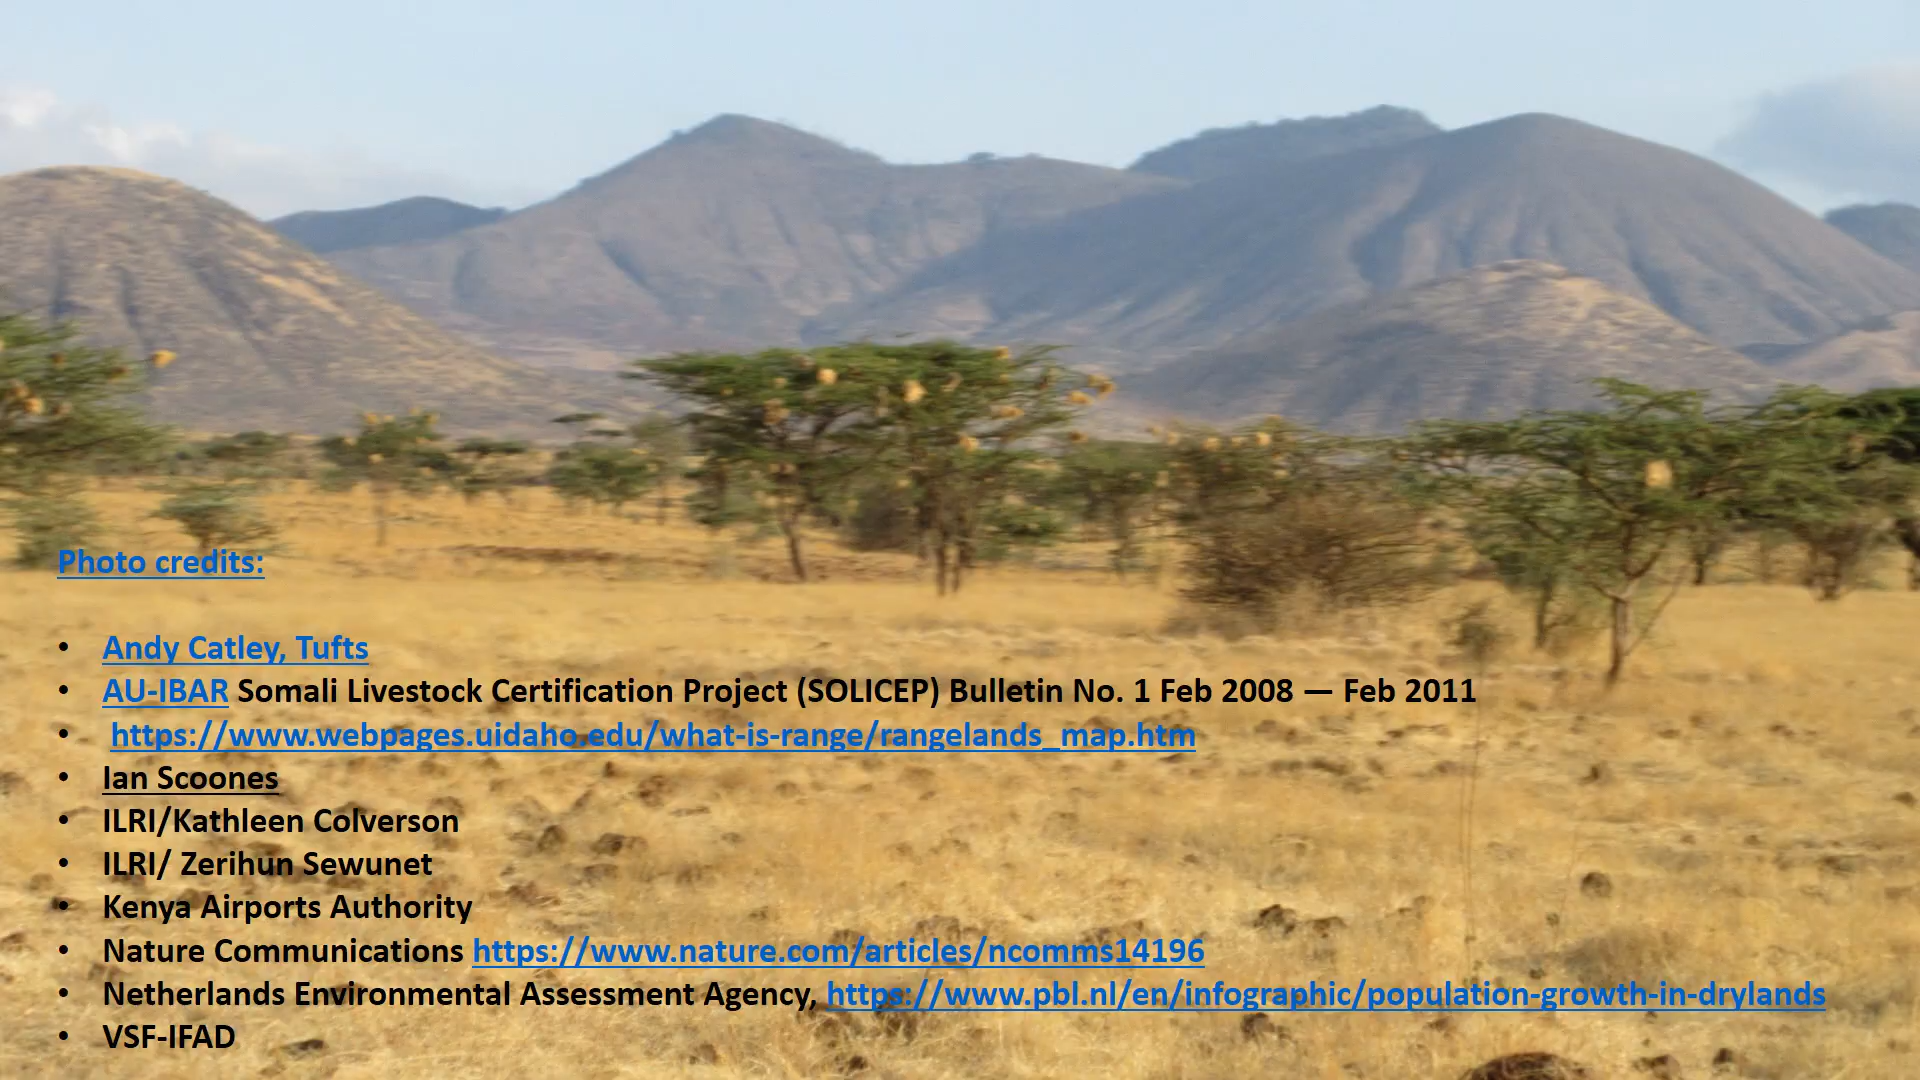 Photo credits:
• Andy Catley, Tufts
• AU-IBAR Somali Livestock Certification Project (SOLICEP) Bulletin No. 1 Feb 2008 — Feb 2011
• https://www.webpages.uidaho.edu/what-is-range/rangelands_map.htm
• Ian Scoones
• ILRI/Kathleen Colverson
• ILRI/ Zerihun Sewunet
• Kenya Airports Authority
• Nature Communications https://www.nature.com/articles/ncomms14196
• Netherlands Environmental Assessment Agency, https://www.pbl.nl/en/infographic/population-growth-in-drylands
• VSF-IFAD